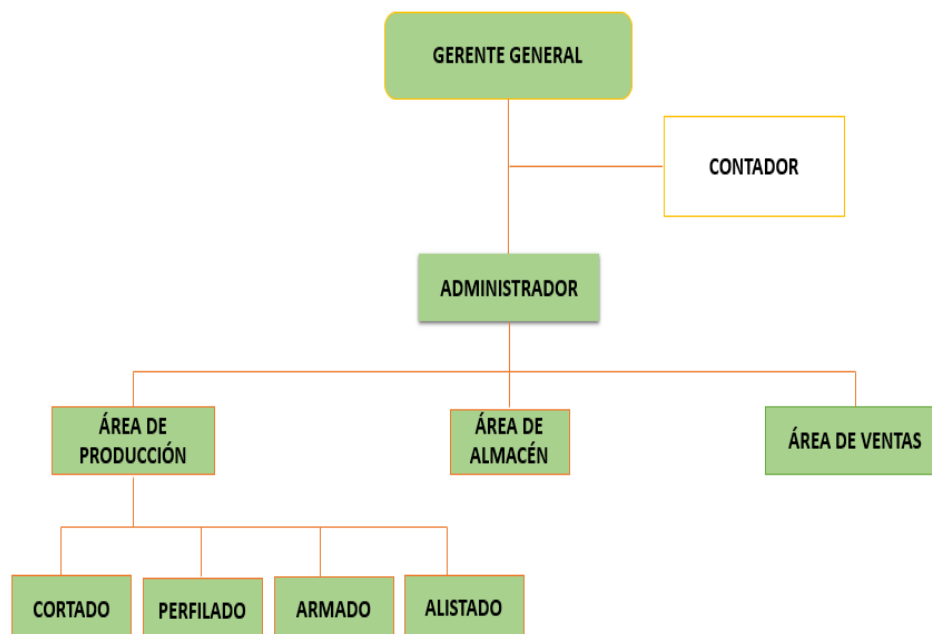 GERENTE GENERAL
CONTADOR
ADMINISTRADOR
ÁREA DE
PRODUCCIÓN
ÁREA DE
ALMACÉN
ÁREA DE VENTAS
CORTADO
PERFILADO
ARMADO
ALISTADO